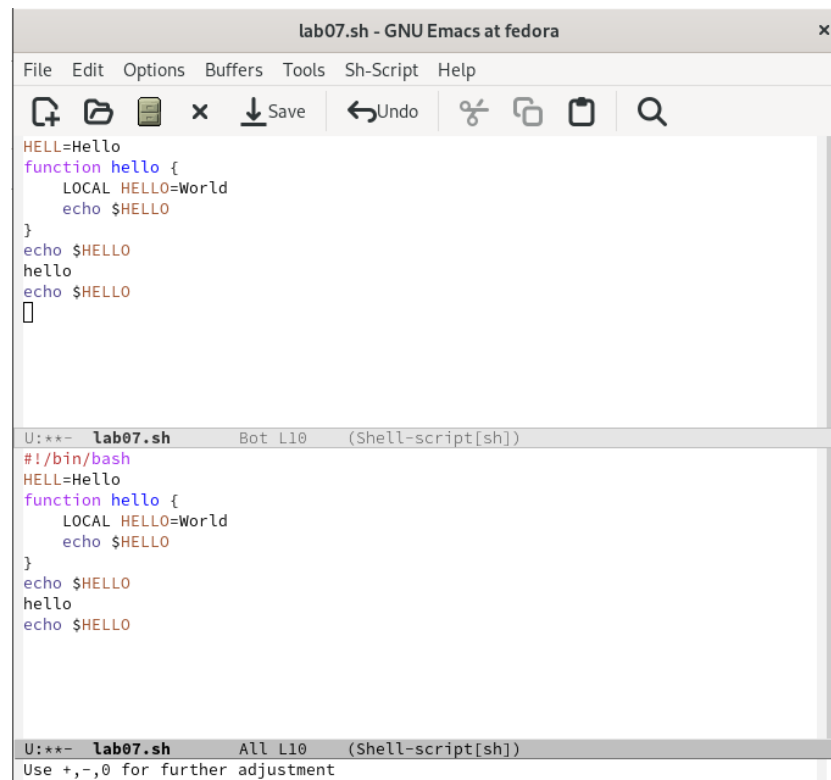 lab07.sh - GNU Emacs at fedora
File Edit Options Buffers Tools Sh-Script Help
Save Undo
HELL=Hello
function hello {
    LOCAL HELLO=World
    echo $HELLO
}
echo $HELLO
hello
echo $HELLO
U:**- lab07.sh Bot L10 (Shell-script[sh])
#!/bin/bash
HELL=Hello
function hello {
    LOCAL HELLO=World
    echo $HELLO
}
echo $HELLO
hello
echo $HELLO
U:**- lab07.sh All L10 (Shell-script[sh])
Use +,-,0 for further adjustment